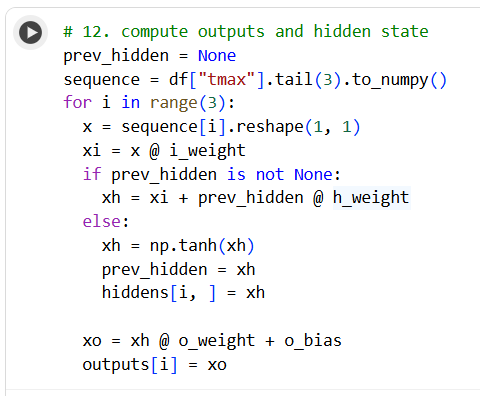 # 12. compute outputs and hidden state
prev_hidden = None
sequence = df["tmax"].tail(3).to_numpy()
for i in range(3):
  x = sequence[i].reshape(1, 1)
  xi = x @ i_weight
  if prev_hidden is not None:
    xh = xi + prev_hidden @ h_weight
  else:
    xh = np.tanh(xh)
    prev_hidden = xh
    hiddens[i, ] = xh

  xo = xh @ o_weight + o_bias
  outputs[i] = xo